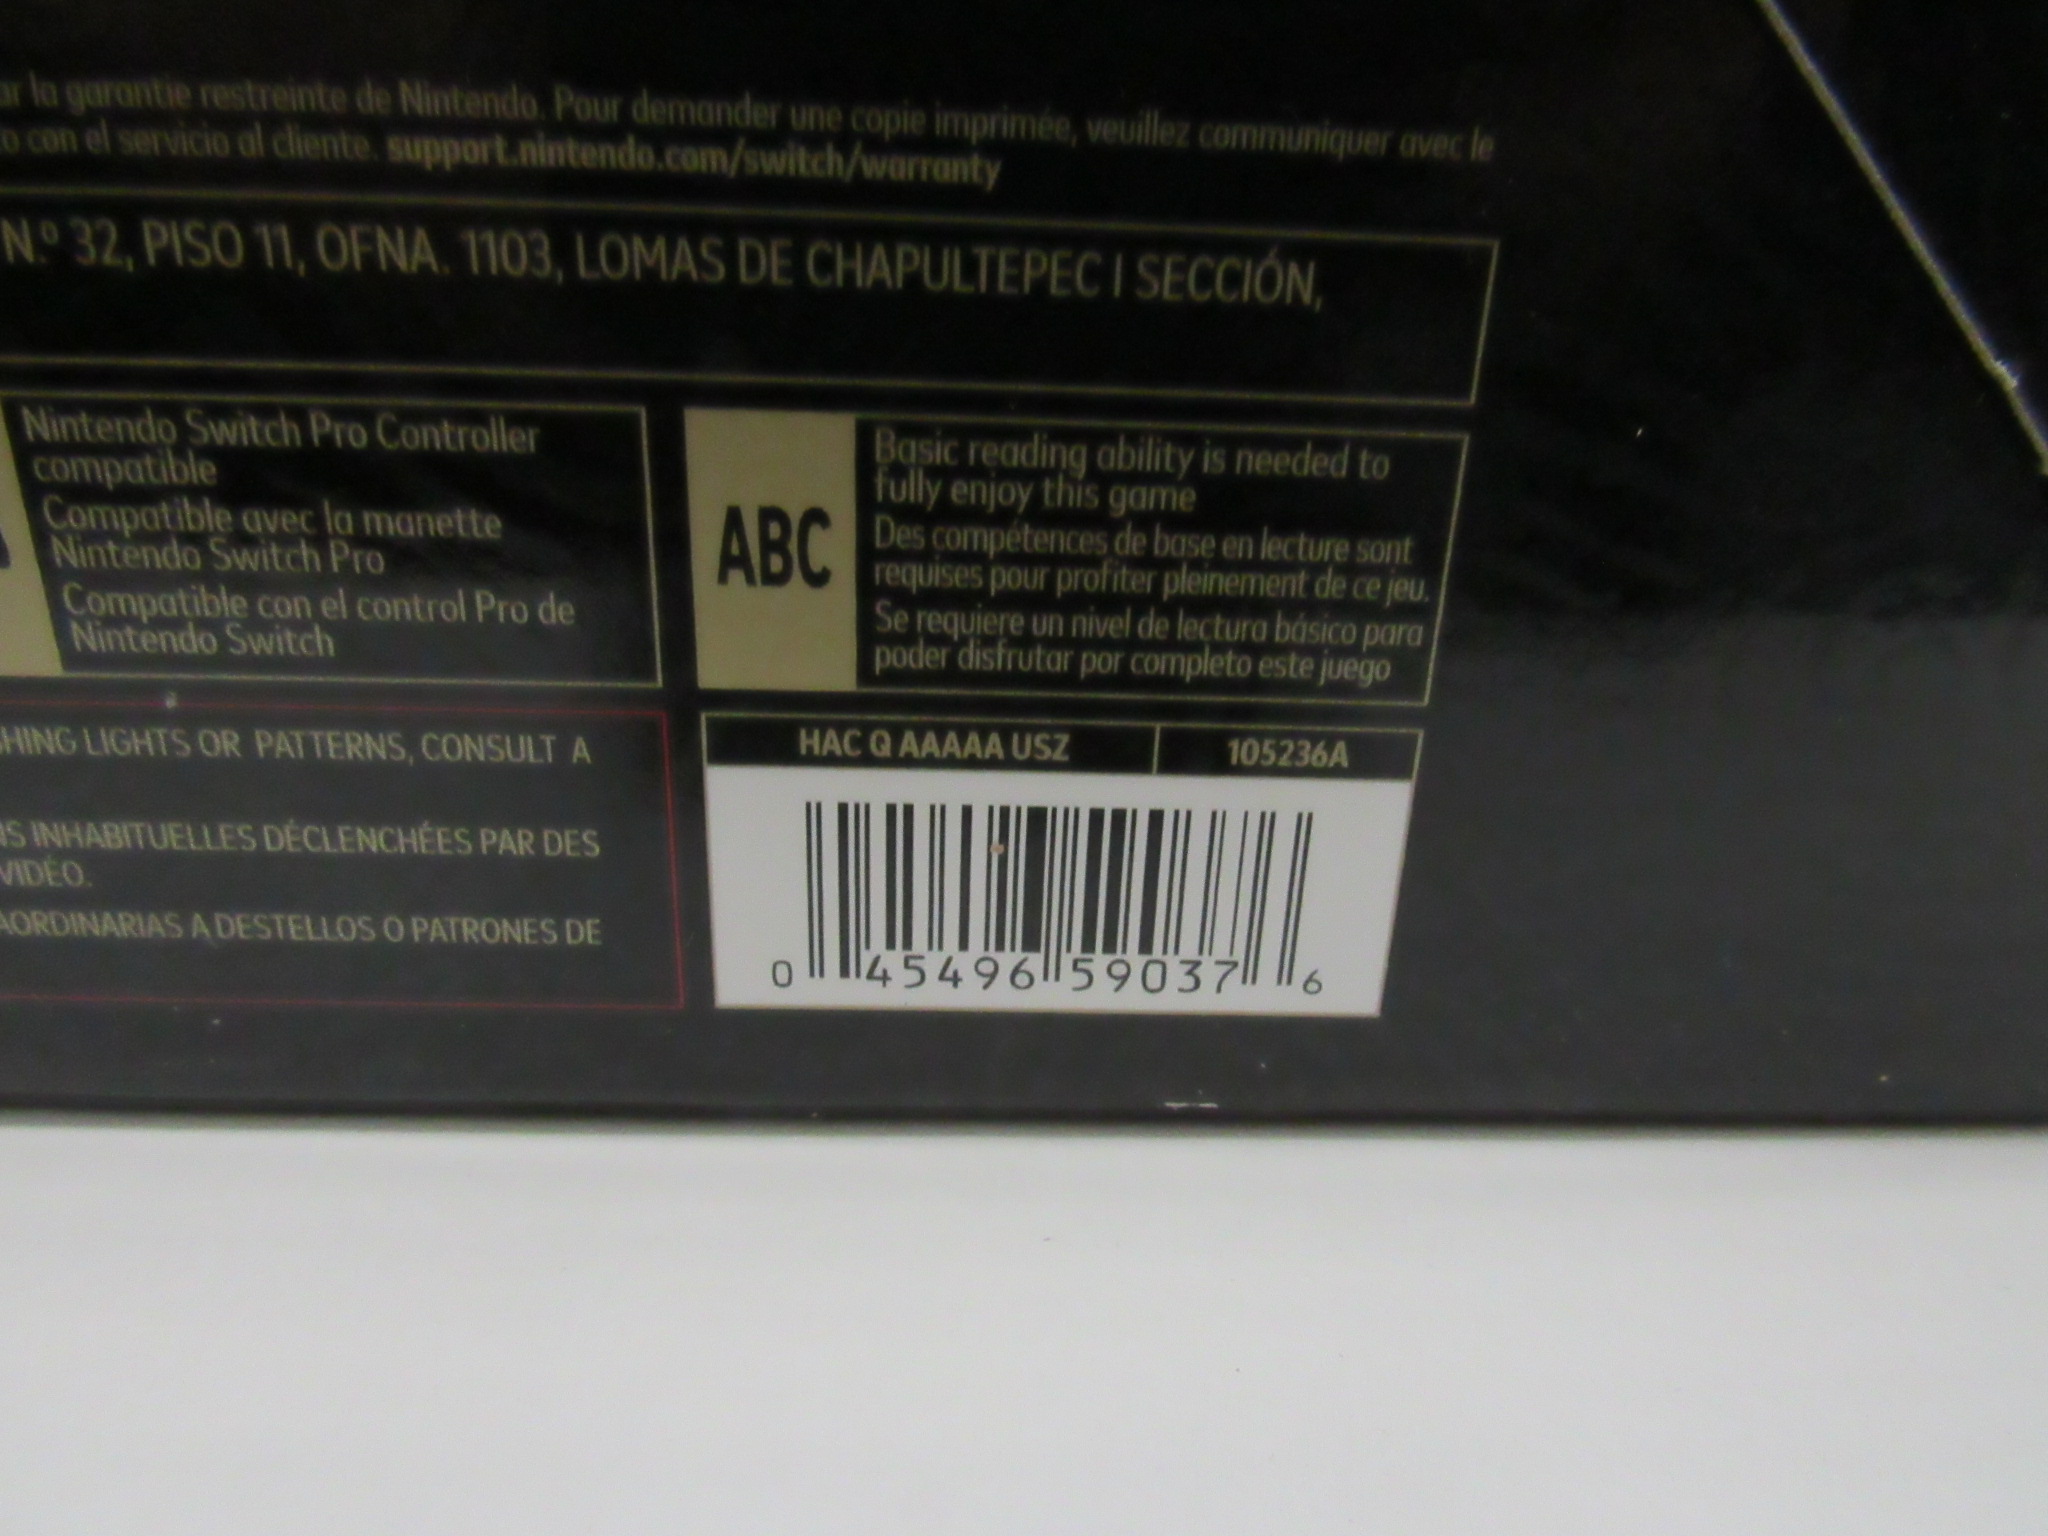 ar la garantie restreinte de Nintendo. Pour demander une copie imprimée, veuillez communiquer avec le
o con el servicio al cliente. support.nintendo.com/switch/warranty
N.º 32, PISO 11, OFNA. 1103, LOMAS DE CHAPULTEPEC I SECCIÓN,
Nintendo Switch Pro Controller
compatible
Compatible avec la manette
Nintendo Switch Pro
Compatible con el control Pro de
Nintendo Switch
ABC
Basic reading ability is needed to
fully enjoy this game
Des compétences de base en lecture sont
requises pour profiter pleinement de ce jeu.
Se requiere un nivel de lectura básico para
poder disfrutar por completo este juego
HING LIGHTS OR PATTERNS, CONSULT A
NS INHABITUELLES DÉCLENCHÉES PAR DES
VIDÉO.
AORDINARIAS A DESTELLOS O PATRONES DE
HAC Q AAAAA USZ
105236A
0 45496 59037 6